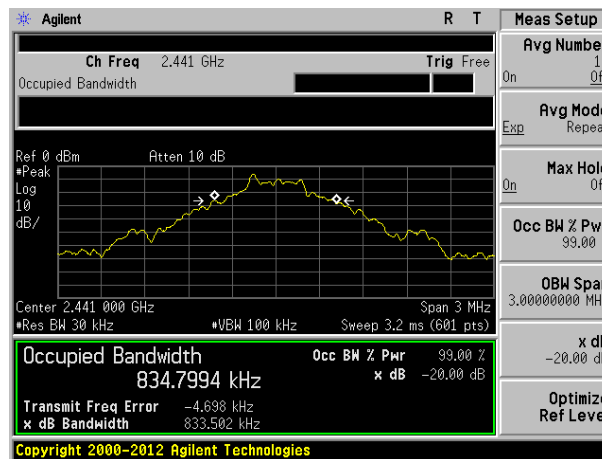 Agilent R T Meas Setup
Ch Freq 2.441 GHz Trig Free
Occupied Bandwidth
Ref 0 dBm Atten 10 dB
#Peak
Log
10
dB/
Center 2.441 000 GHz Span 3 MHz
#Res BW 30 kHz #VBW 100 kHz Sweep 3.2 ms (601 pts)
Occupied Bandwidth
834.7994 kHz
Occ BW % Pwr 99.00 %
x dB -20.00 dB
Transmit Freq Error -4.698 kHz
x dB Bandwidth 833.502 kHz
Copyright 2000-2012 Agilent Technologies
Avg Numbe
1
On Of
Avg Mod
Exp Repea
Max Hol
On Of
Occ BW % Pw
99.00
OBW Spa
3.00000000 MH
x d
-20.00 d
Optimiz
Ref Leve